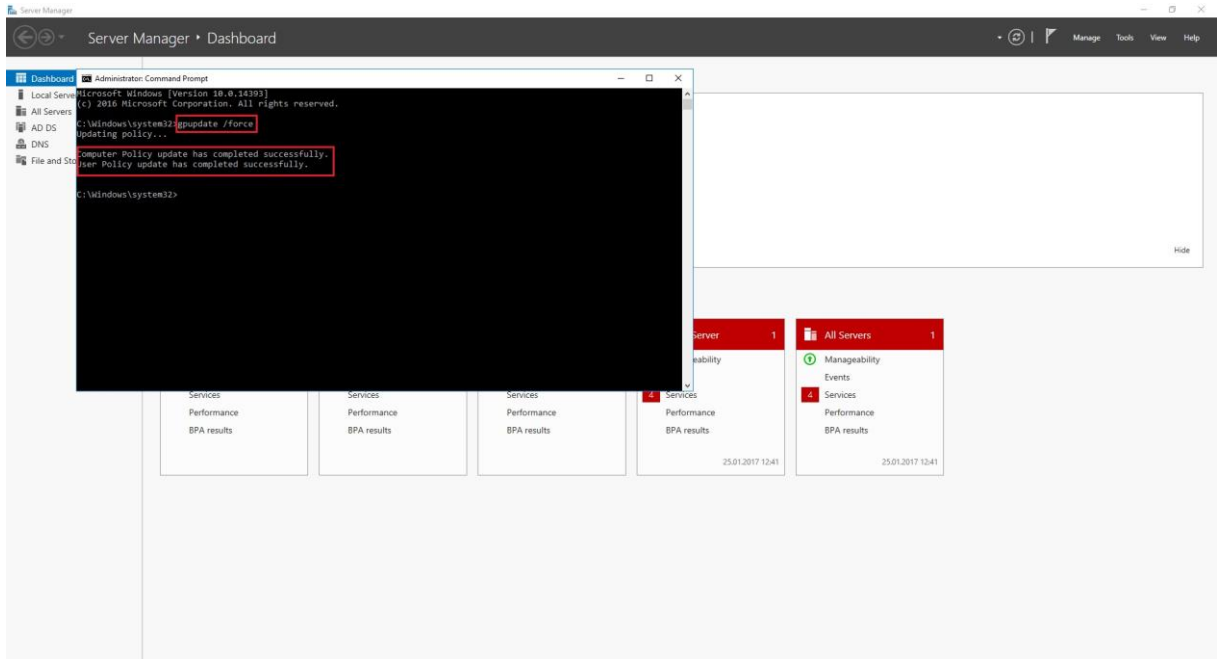 Server Manager
Server Manager • Dashboard
Manage Tools View Help
Dashboard
Local Serve
All Servers
AD DS
DNS
File and Sto
Administrator: Command Prompt
Microsoft Windows [Version 10.0.14393]
(c) 2016 Microsoft Corporation. All rights reserved.
C:\Windows\system32>gpupdate /force
Updating policy...
Computer Policy update has completed successfully.
User Policy update has completed successfully.
C:\Windows\system32>
Hide
Services
Performance
BPA results
Services
Performance
BPA results
Services
Performance
BPA results
Server 1
eability
4 Services
Performance
BPA results
25.01.2017 12:41
All Servers 1
Manageability
Events
4 Services
Performance
BPA results
25.01.2017 12:41